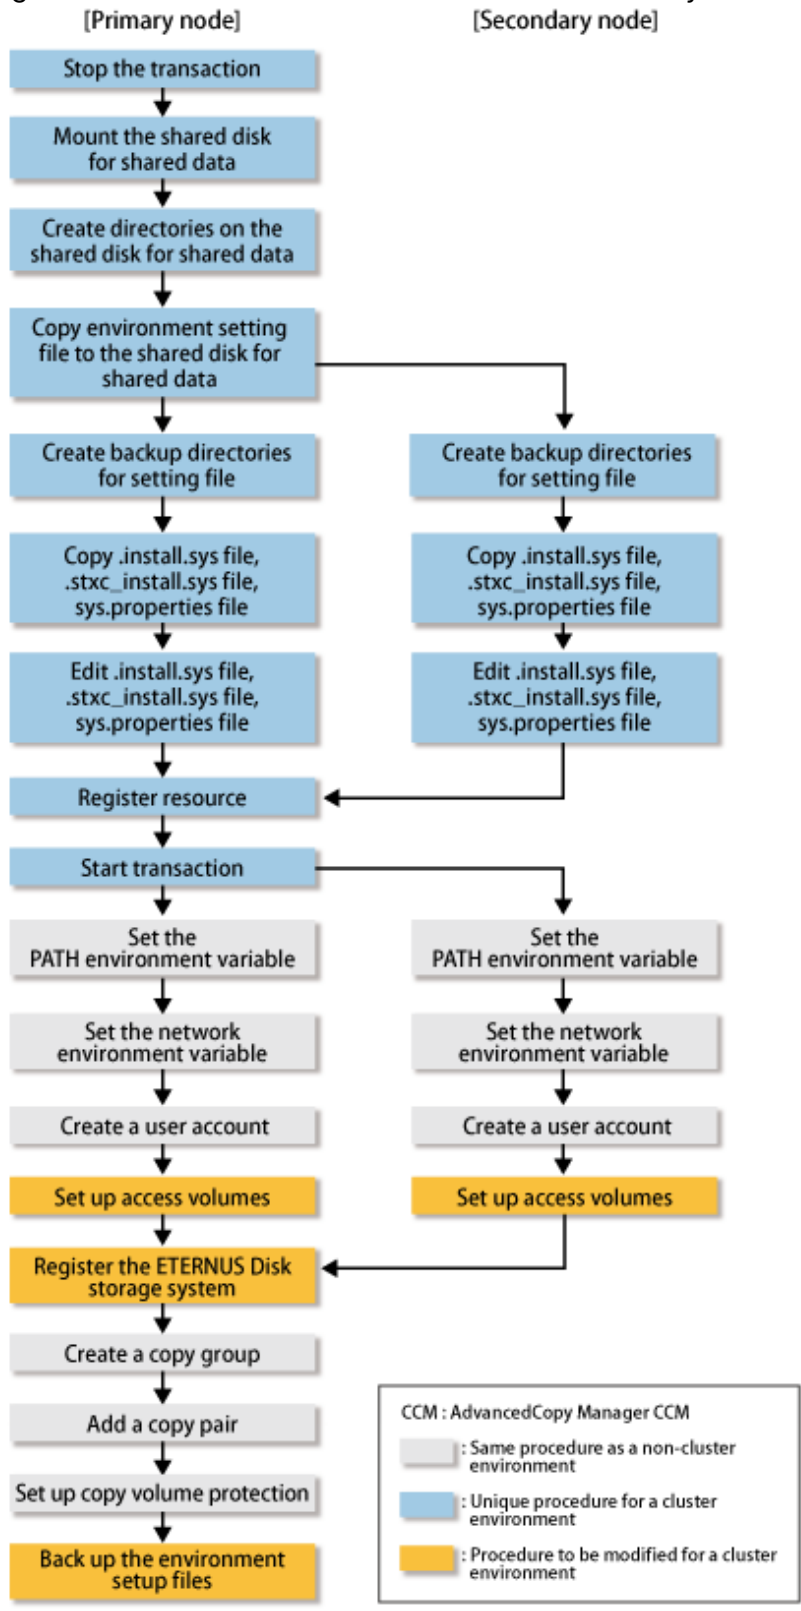 [Primary node]
[Secondary node]
Stop the transaction
Mount the shared disk
for shared data
Create directories on the
shared disk for shared data
Copy environment setting
file to the shared disk for
shared data
Create backup directories
for setting file
Create backup directories
for setting file
Copy .install.sys file,
.stxc_install.sys file,
sys.properties file
Copy .install.sys file,
.stxc_install.sys file,
sys.properties file
Edit .install.sys file,
.stxc_install.sys file,
sys.properties file
Edit .install.sys file,
.stxc_install.sys file,
sys.properties file
Register resource
Start transaction
Set the
PATH environment variable
Set the
PATH environment variable
Set the network
environment variable
Set the network
environment variable
Create a user account
Create a user account
Set up access volumes
Set up access volumes
Register the ETERNUS Disk
storage system
Create a copy group
Add a copy pair
Set up copy volume protection
Back up the environment
setup files
CCM : AdvancedCopy Manager CCM
: Same procedure as a non-cluster
environment
: Unique procedure for a cluster
environment
: Procedure to be modified for a cluster
environment